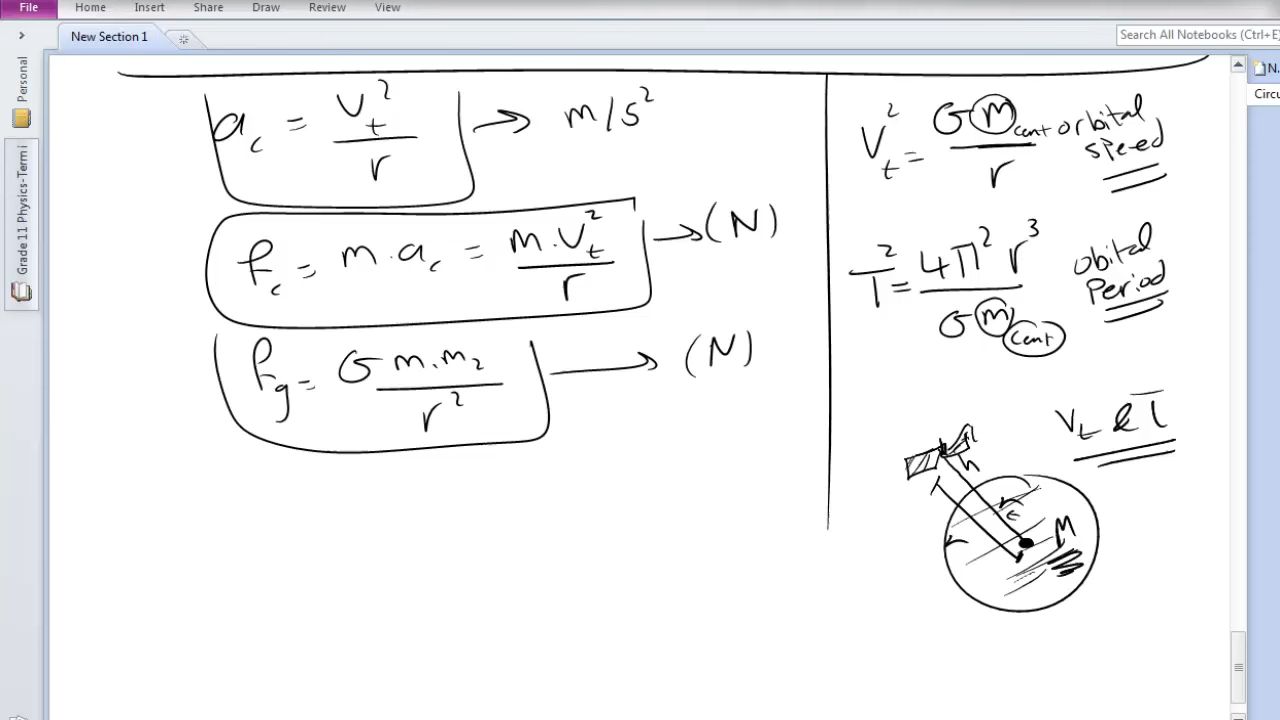 File Home Insert Share Draw Review View
New Section 1
Search All Notebooks (Ctrl+E)
Personal
Grade 11 Physics-Termi
N.
Circu
a_c = V_t^2 / r → m/s^2
F_c = m.a_c = m.V_t^2 / r → (N)
F_g = G m.m_2 / r^2 → (N)
V_t^2 = G m_cent / r orbital speed
T^2 = 4π^2 r^3 / G m_cent obital Period
V_t & T
h
r_E
r
M